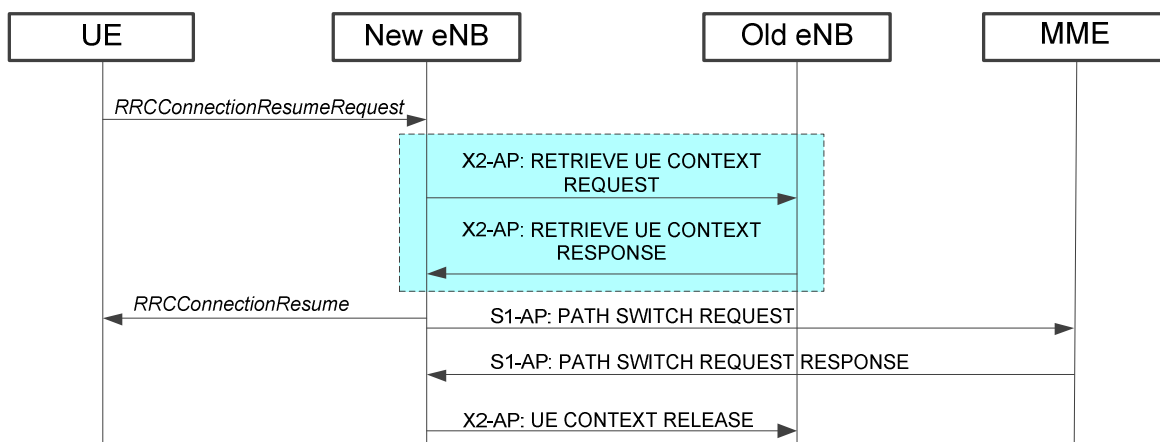 UE
New eNB
Old eNB
MME
RRCConnectionResumeRequest
X2-AP: RETRIEVE UE CONTEXT
REQUEST
X2-AP: RETRIEVE UE CONTEXT
RESPONSE
RRCConnectionResume
S1-AP: PATH SWITCH REQUEST
S1-AP: PATH SWITCH REQUEST RESPONSE
X2-AP: UE CONTEXT RELEASE